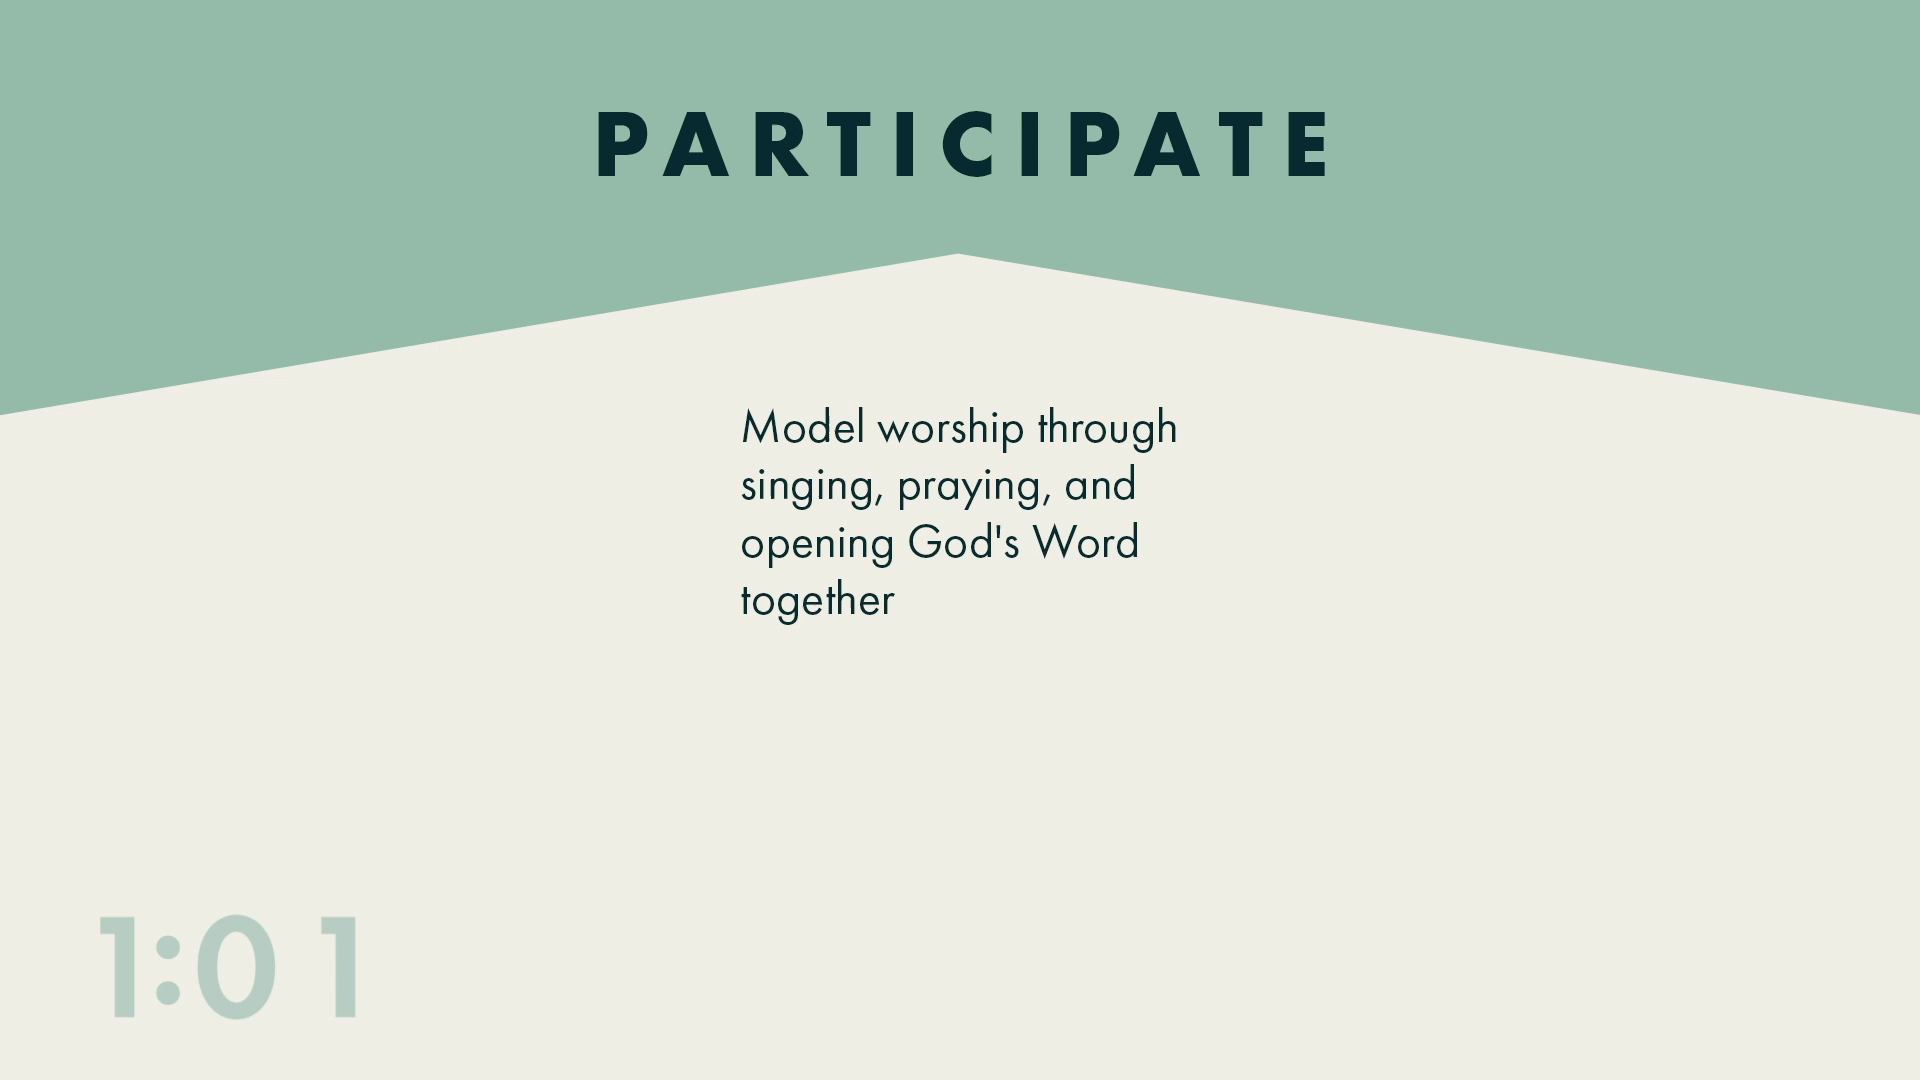 PARTICIPATE
Model worship through
singing, praying, and
opening God's Word
together
1:01